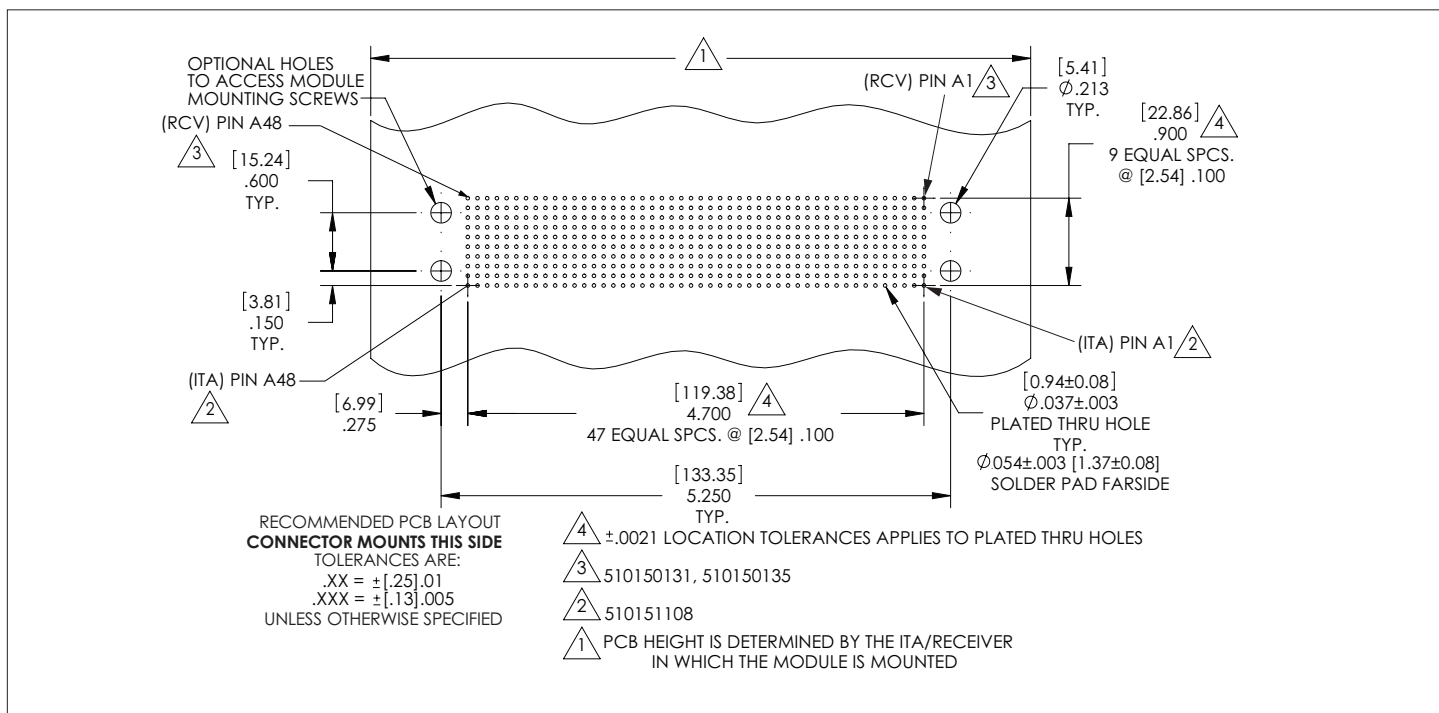 OPTIONAL HOLES
TO ACCESS MODULE
MOUNTING SCREWS
1
(RCV) PIN A1 3
[5.41]
Ø.213
TYP.
(RCV) PIN A48
3
[22.86]
.900 4
9 EQUAL SPCS.
@ [2.54] .100
[15.24]
.600
TYP.
[3.81]
.150
TYP.
(ITA) PIN A1 2
(ITA) PIN A48
2
[6.99]
.275
[119.38]
4.700 4
47 EQUAL SPCS. @ [2.54] .100
[0.94±0.08]
Ø.037±.003
PLATED THRU HOLE
TYP.
Ø.054±.003 [1.37±0.08]
SOLDER PAD FARSIDE
[133.35]
5.250
TYP.
RECOMMENDED PCB LAYOUT
CONNECTOR MOUNTS THIS SIDE
TOLERANCES ARE:
.XX = ±[.25].01
.XXX = ±[.13].005
UNLESS OTHERWISE SPECIFIED
4 ±.0021 LOCATION TOLERANCES APPLIES TO PLATED THRU HOLES
3 510150131, 510150135
2 510151108
1 PCB HEIGHT IS DETERMINED BY THE ITA/RECEIVER
IN WHICH THE MODULE IS MOUNTED